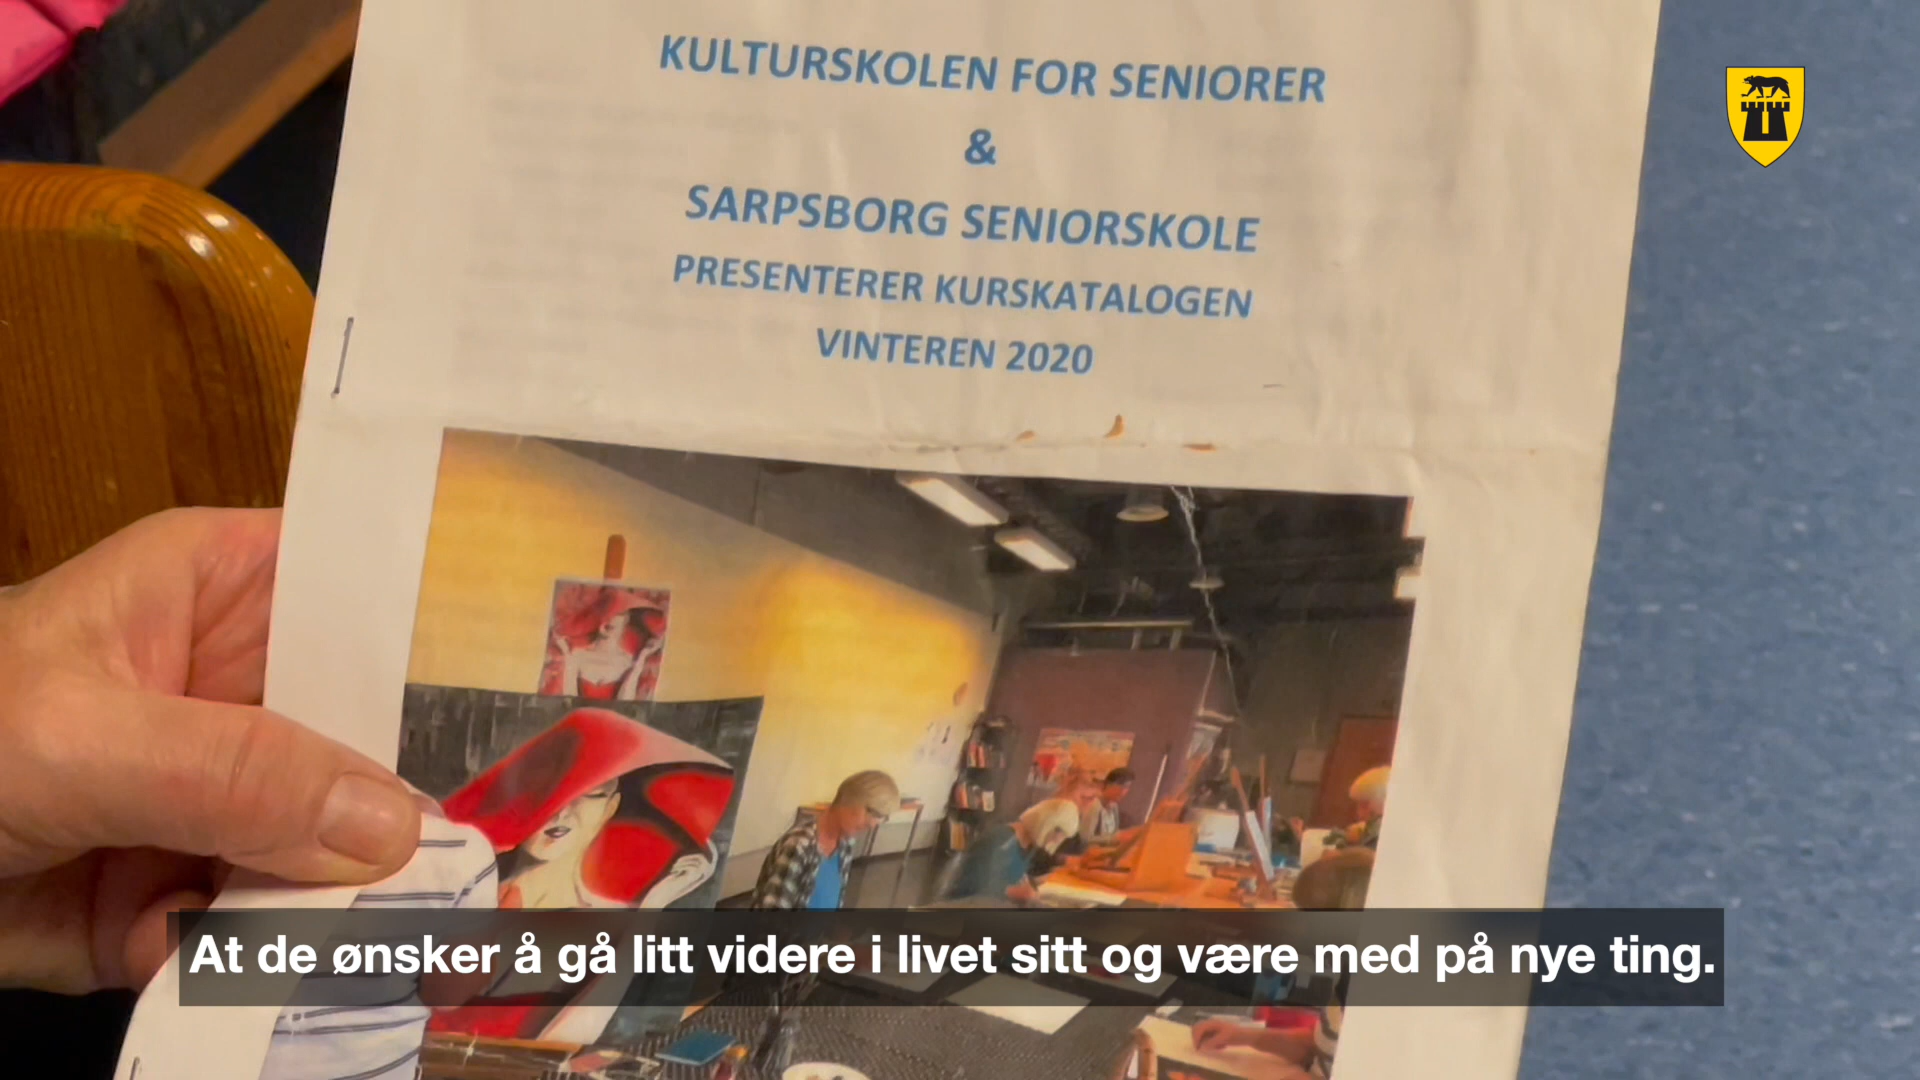 KULTURSKOLEN FOR SENIORER
&
SARPSBORG SENIORSKOLE
PRESENTERER KURSKATALOGEN
VINTEREN 2020
At de ønsker å gå litt videre i livet sitt og være med på nye ting.